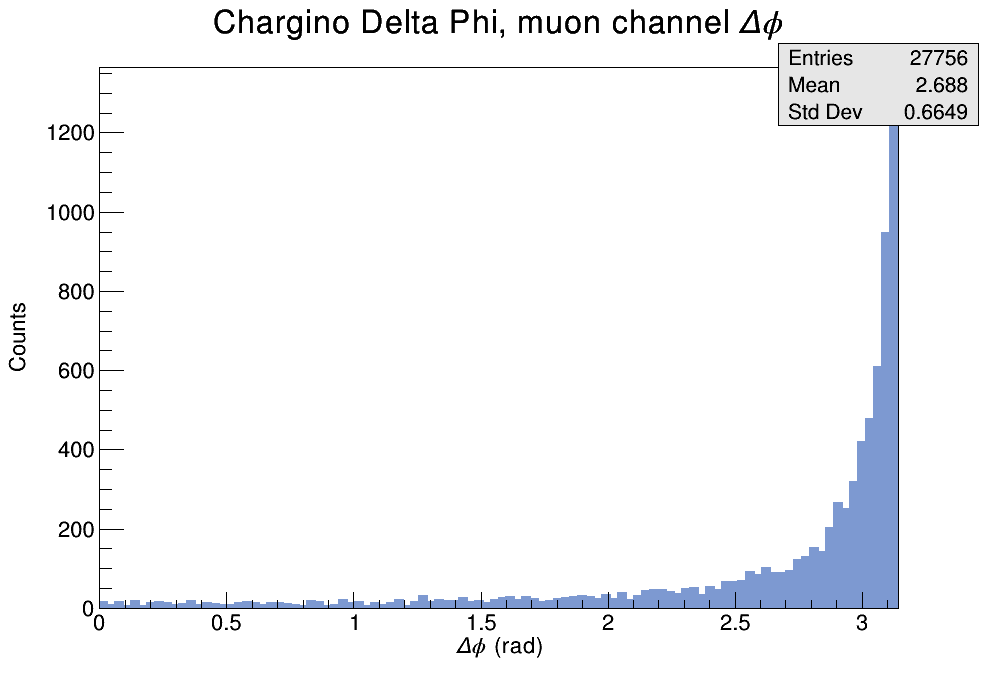 Chargino Delta Phi, muon channel Δϕ
Entries 27756
Mean 2.688
Std Dev 0.6649
1200
1000
800
600
400
200
0
Counts
0 0.5 1 1.5 2 2.5 3
Δϕ (rad)